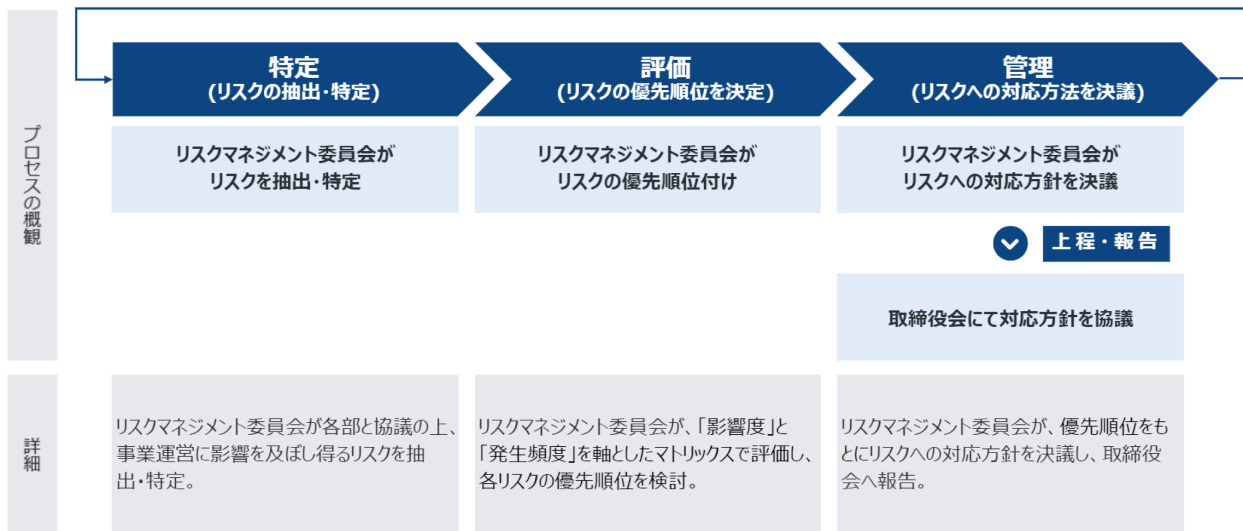 プロセスの概観
特定
(リスクの抽出・特定)
評価
(リスクの優先順位を決定)
管理
(リスクへの対応方法を決議)
リスクマネジメント委員会が
リスクを抽出・特定
リスクマネジメント委員会が
リスクの優先順位付け
リスクマネジメント委員会が
リスクへの対応方針を決議
上程・報告
取締役会にて対応方針を協議
詳細
リスクマネジメント委員会が各部と協議の上、
事業運営に影響を及ぼし得るリスクを抽
出・特定。
リスクマネジメント委員会が、「影響度」と
「発生頻度」を軸としたマトリックスで評価し、
各リスクの優先順位を検討。
リスクマネジメント委員会が、優先順位をも
とにリスクへの対応方針を決議し、取締役
会へ報告。